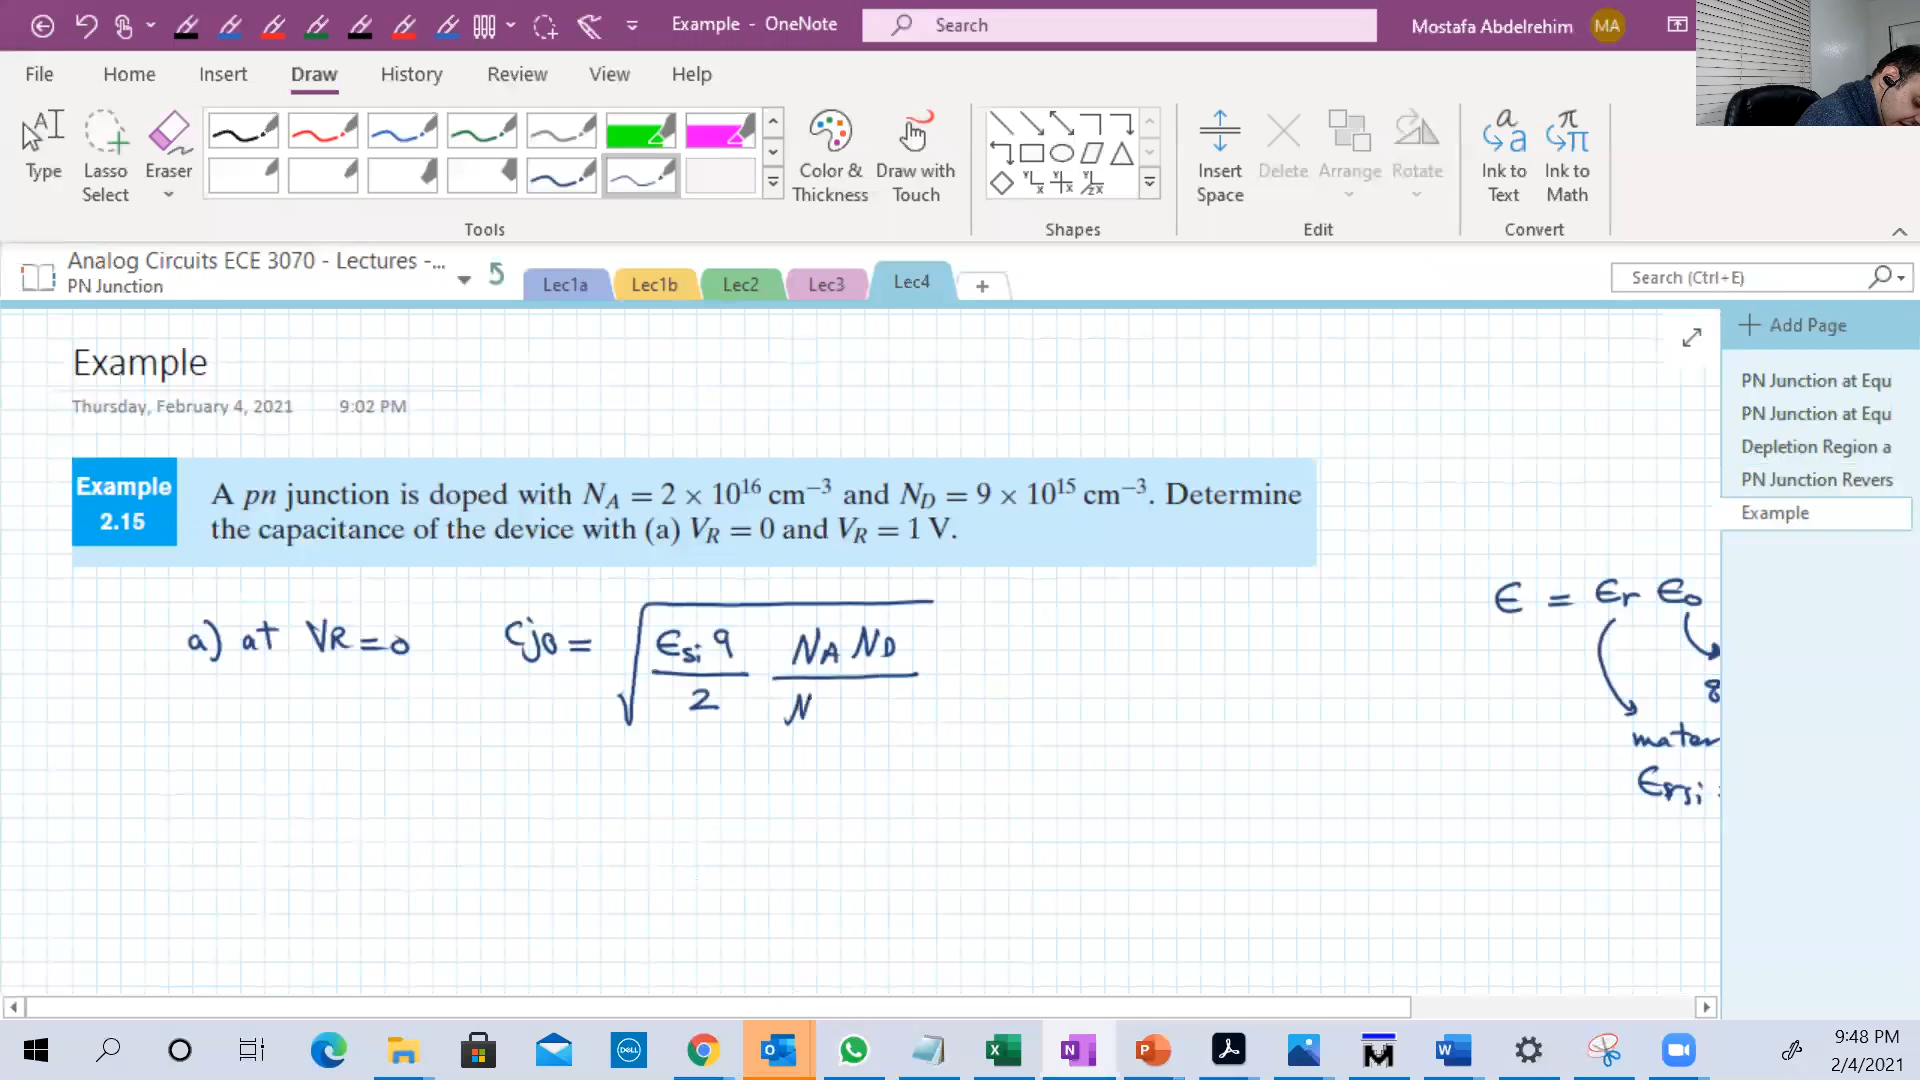 Example - OneNote
Search
Mostafa Abdelrehim
MA
File Home Insert Draw History Review View Help
Type
Lasso Select
Eraser
Color & Thickness
Draw with Touch
Insert Space
Delete
Arrange
Rotate
Ink to Text
Ink to Math
Tools Shapes Edit Convert
Analog Circuits ECE 3070 - Lectures -...
PN Junction
Lec1a Lec1b Lec2 Lec3 Lec4 +
Search (Ctrl+E)
Add Page
PN Junction at Equ
PN Junction at Equ
Depletion Region a
PN Junction Revers
Example
Example
Thursday, February 4, 2021 9:02 PM
Example 2.15
A pn junction is doped with N_A = 2 × 10^16 cm^−3 and N_D = 9 × 10^15 cm^−3. Determine
the capacitance of the device with (a) V_R = 0 and V_R = 1 V.
a) at VR = 0 Cj0 = √ Єsi q / 2 NA ND / N
Є = Єr Єo
8
mater
Єrsi
9:48 PM
2/4/2021